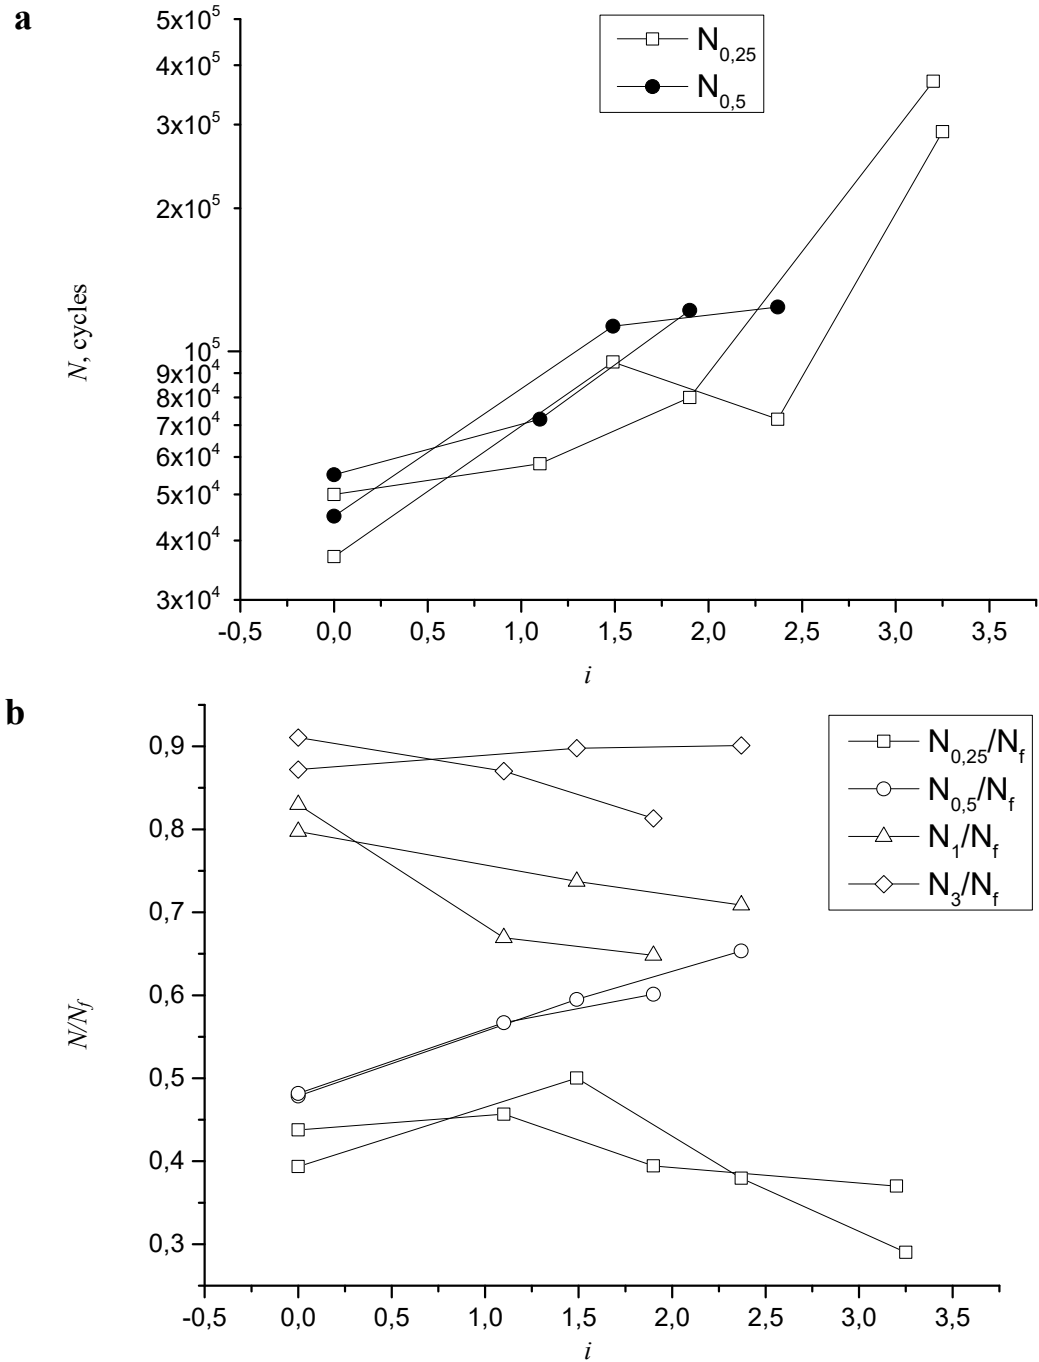 a
N0,25
N0,5
5x10^5
4x10^5
3x10^5
2x10^5
10^5
9x10^4
8x10^4
7x10^4
6x10^4
5x10^4
4x10^4
3x10^4
N, cycles
-0,5 0,0 0,5 1,0 1,5 2,0 2,5 3,0 3,5
i
b
N0,25/Nf
N0,5/Nf
N1/Nf
N3/Nf
0,9
0,8
0,7
0,6
0,5
0,4
0,3
N/Nf
-0,5 0,0 0,5 1,0 1,5 2,0 2,5 3,0 3,5
i